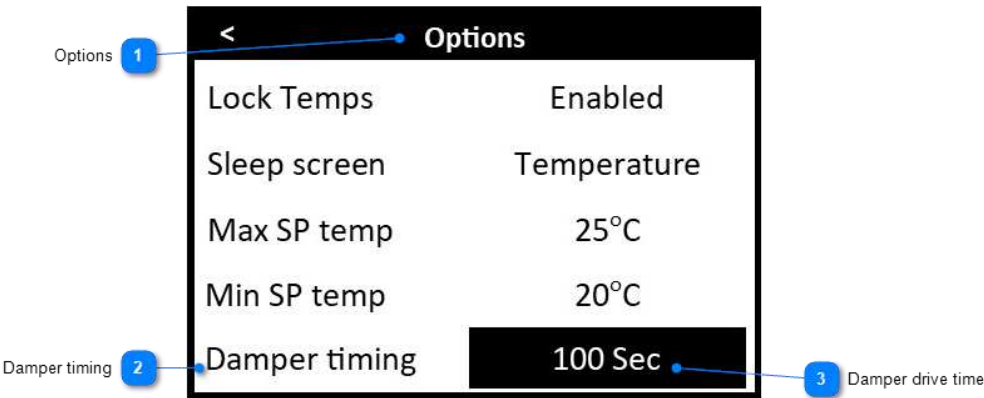 < Options
Options 1
Lock Temps Enabled
Sleep screen Temperature
Max SP temp 25°C
Min SP temp 20°C
Damper timing 2 Damper timing 100 Sec
3 Damper drive time